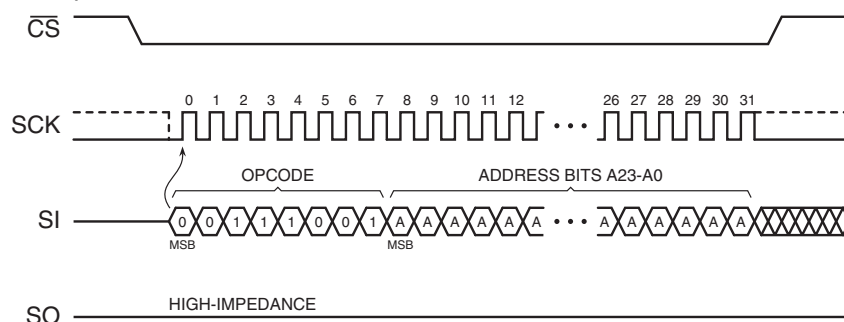 CS
0 1 2 3 4 5 6 7 8 9 10 11 12 26 27 28 29 30 31
SCK
OPCODE ADDRESS BITS A23-A0
SI 0 0 1 1 1 0 0 1 A A A A A A A A A A A A
MSB MSB
HIGH-IMPEDANCE
SO